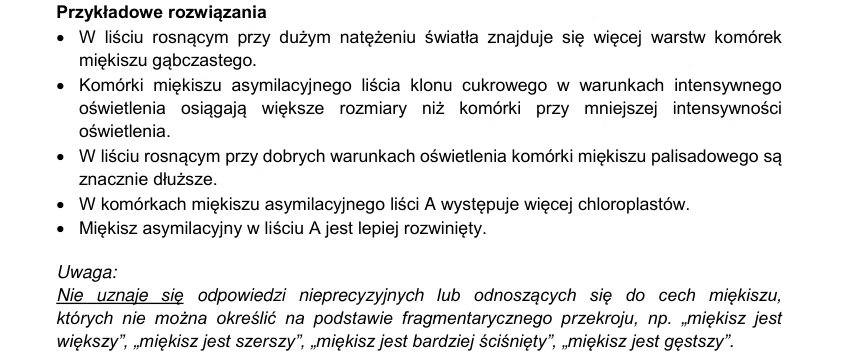 Przykładowe rozwiązania
• W liściu rosnącym przy dużym natężeniu światła znajduje się więcej warstw komórek
miękiszu gąbczastego.
• Komórki miękiszu asymilacyjnego liścia klonu cukrowego w warunkach intensywnego
oświetlenia osiągają większe rozmiary niż komórki przy mniejszej intensywności
oświetlenia.
• W liściu rosnącym przy dobrych warunkach oświetlenia komórki miękiszu palisadowego są
znacznie dłuższe.
• W komórkach miękiszu asymilacyjnego liści A występuje więcej chloroplastów.
• Miękisz asymilacyjny w liściu A jest lepiej rozwinięty.
Uwaga:
Nie uznaje się odpowiedzi nieprecyzyjnych lub odnoszących się do cech miękiszu,
których nie można określić na podstawie fragmentarycznego przekroju, np. „miękisz jest
większy”, „miękisz jest szerszy”, „miękisz jest bardziej ściśnięty”, „miękisz jest gęstszy”.